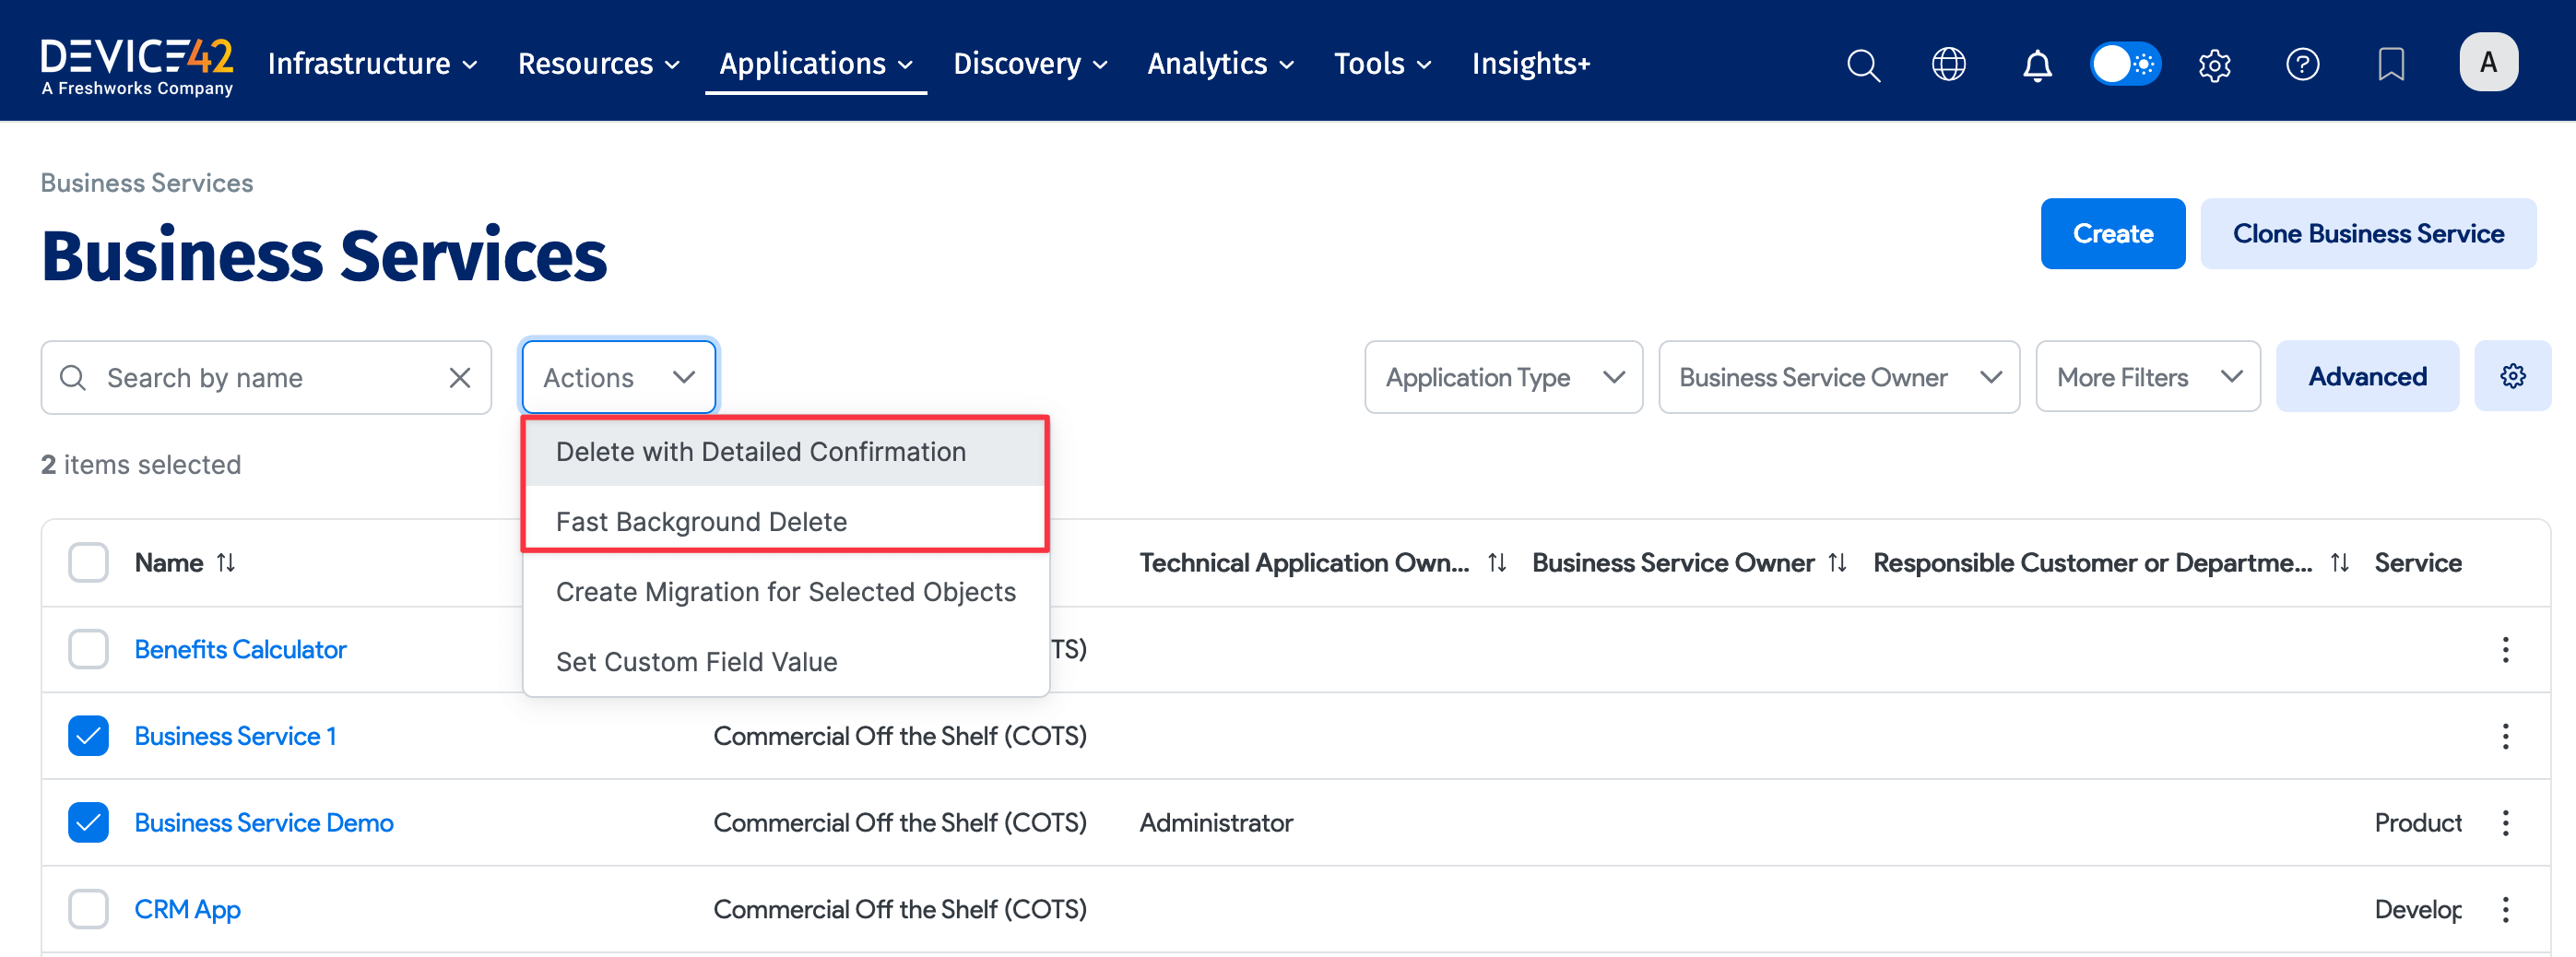 DEVICE42
A Freshworks Company
Infrastructure Resources Applications Discovery Analytics Tools Insights+
A
Business Services
Business Services
Create Clone Business Service
Search by name Actions Application Type Business Service Owner More Filters Advanced
Delete with Detailed Confirmation
2 items selected
Fast Background Delete
Name Technical Application Own... Business Service Owner Responsible Customer or Departme... Service
Create Migration for Selected Objects
Benefits Calculator TS)
Set Custom Field Value
Business Service 1 Commercial Off the Shelf (COTS)
Business Service Demo Commercial Off the Shelf (COTS) Administrator Product
CRM App Commercial Off the Shelf (COTS) Develop